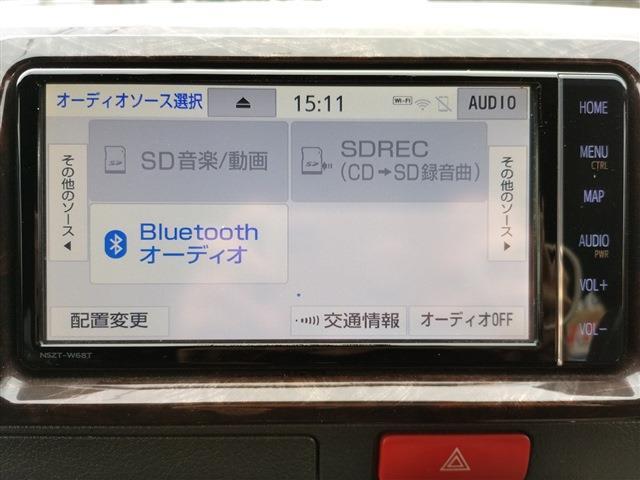 オーディオソース選択
15:11
Wi-Fi
AUDIO
その他のソース
SD
SD音楽/動画
SD
SDREC
(CD➡SD録音曲)
その他のソース
Bluetooth
オーディオ
配置変更
交通情報
オーディオOFF
HOME
MENU
CTRL
MAP
AUDIO
PWR
VOL+
VOL-
NSZT-W68T